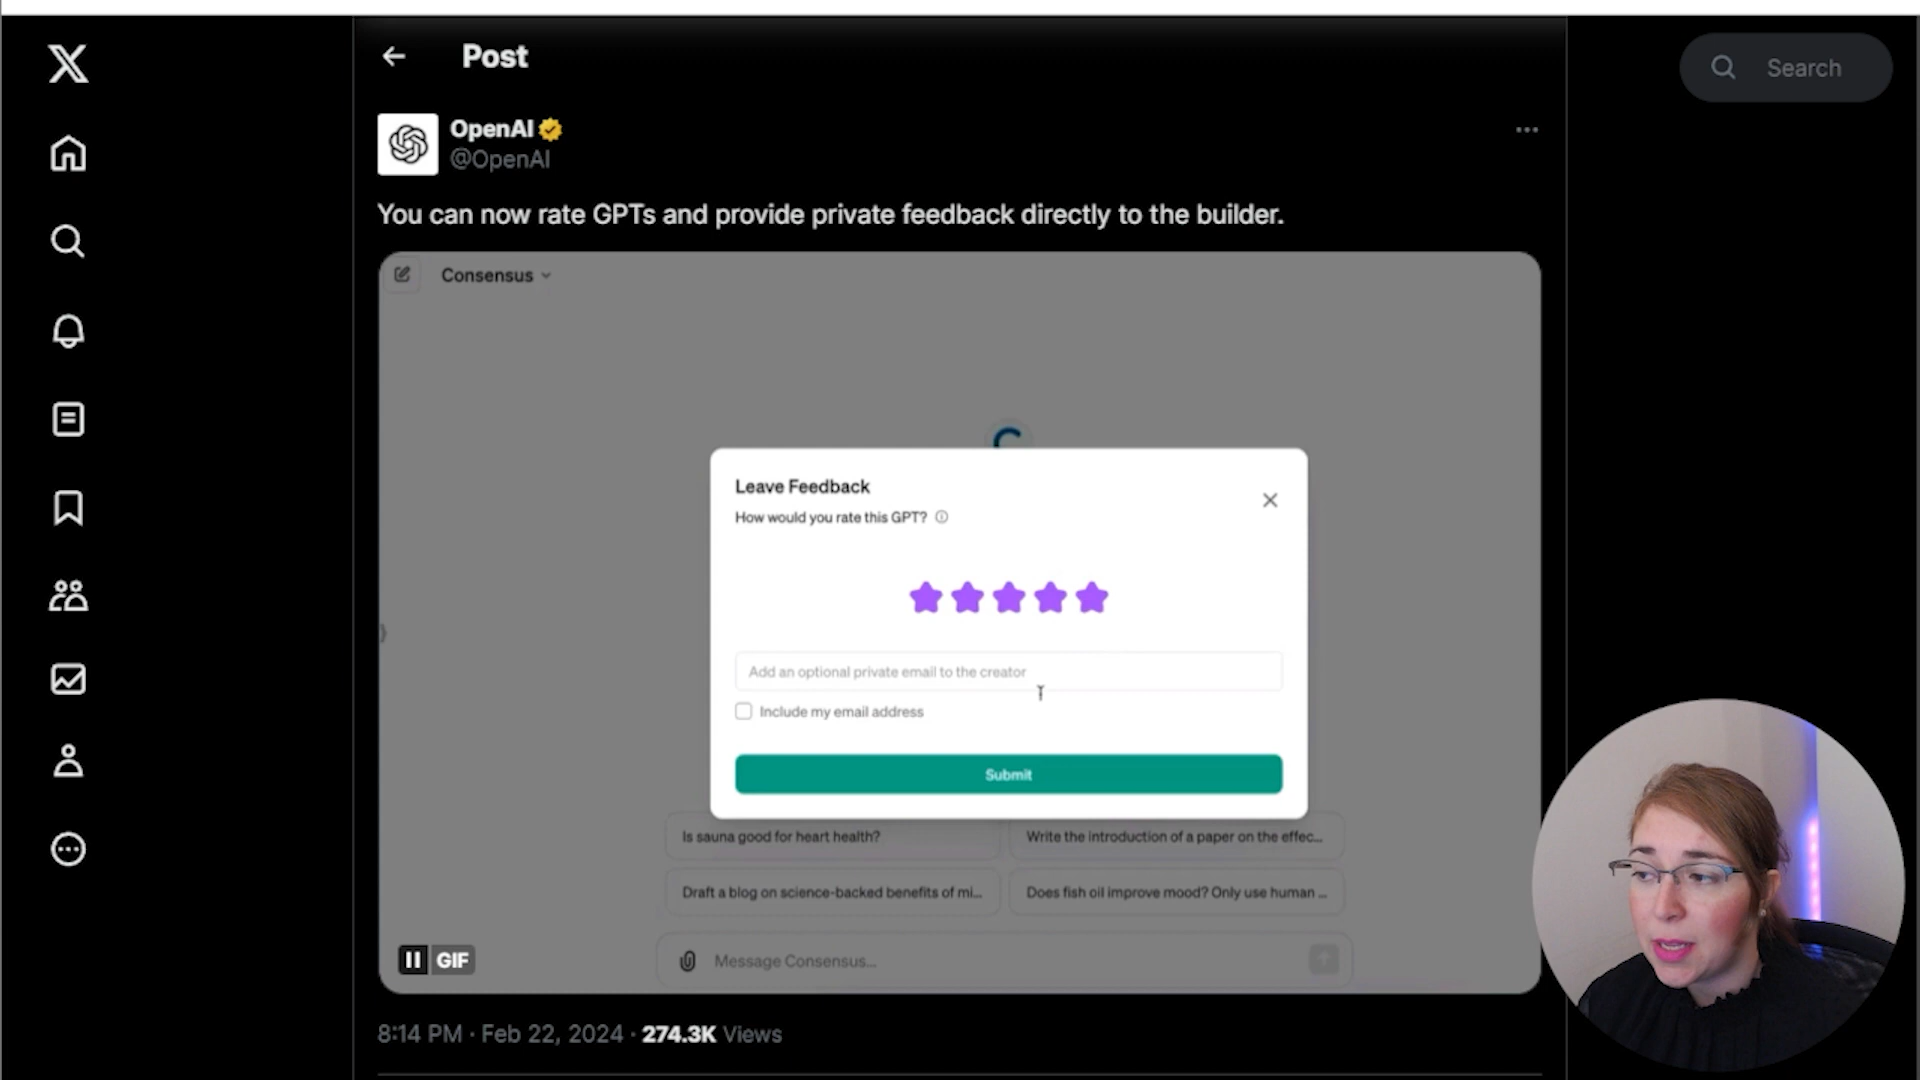 Post
Search
OpenAI
@OpenAI
You can now rate GPTs and provide private feedback directly to the builder.
Consensus
Leave Feedback
How would you rate this GPT?
Add an optional private email to the creator
Include my email address
Submit
Is sauna good for heart health?
Write the introduction of a paper on the effec...
Draft a blog on science-backed benefits of mi...
Does fish oil improve mood? Only use human ...
GIF
Message Consensus...
8:14 PM · Feb 22, 2024 · 274.3K Views